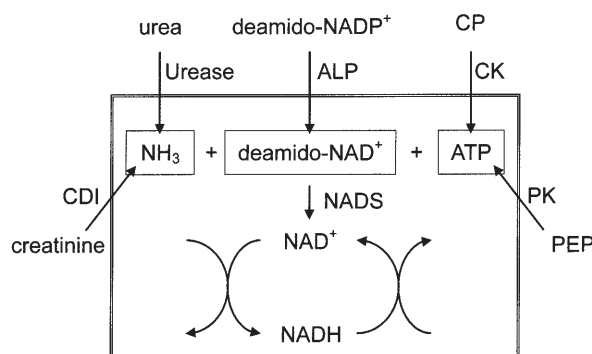 urea deamido-NADP⁺ CP
Urease ALP CK
NH₃ + deamido-NAD⁺ + ATP
CDI NADS PK
creatinine NAD⁺ PEP
NADH